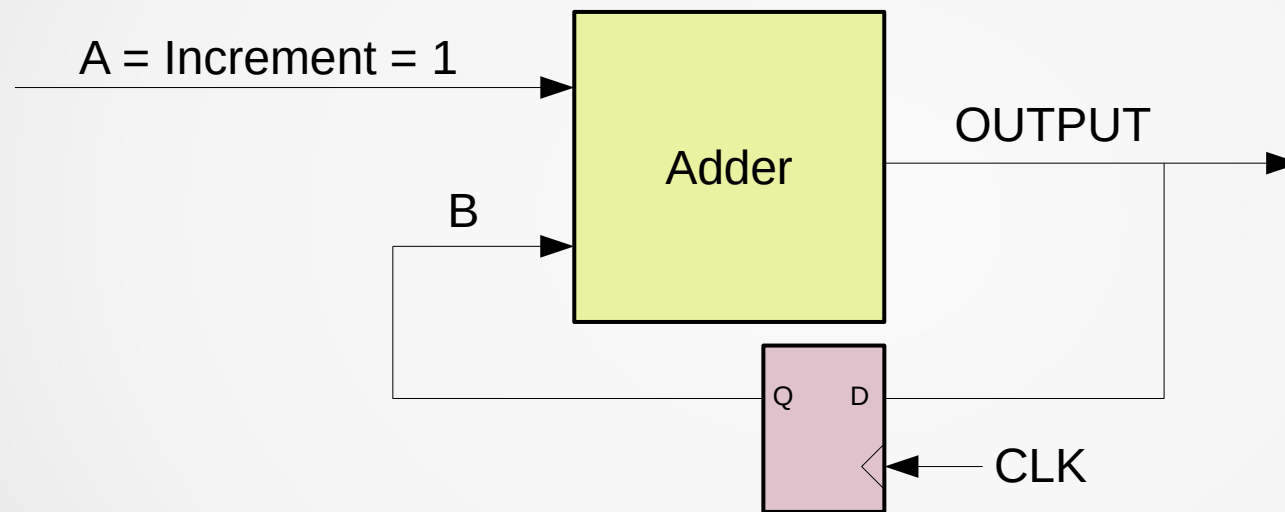 A = Increment = 1
OUTPUT
Adder
B
Q D
CLK